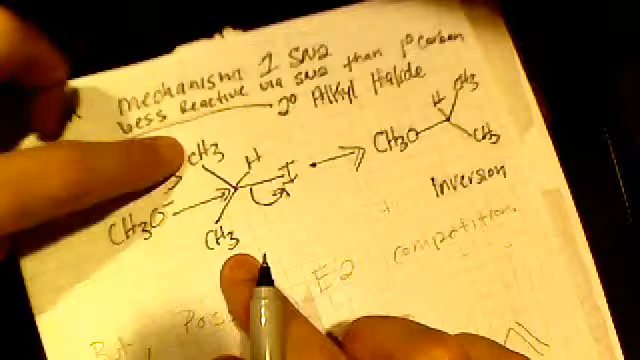 mechanism 1 SN2
Less Reactive via SN2 than 1° Carbon
2° Alkyl Halide
CH3 H I
CH3O⁻
CH3
CH3O H CH3
CH3
Inversion
E2 competition.
But